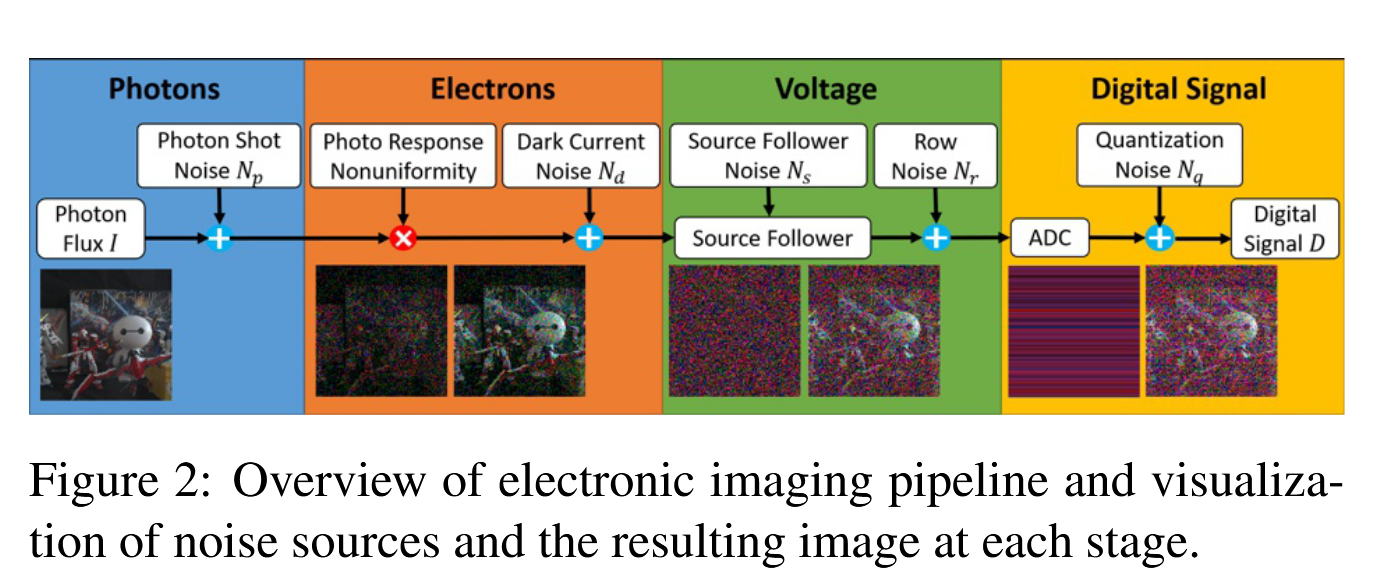 Photons
Electrons
Voltage
Digital Signal
Photon Shot
Noise N_p
Photo Response
Nonuniformity
Dark Current
Noise N_d
Source Follower
Noise N_s
Row
Noise N_r
Quantization
Noise N_q
Photon
Flux I
Source Follower
ADC
Digital
Signal D
Figure 2: Overview of electronic imaging pipeline and visualiza-
tion of noise sources and the resulting image at each stage.